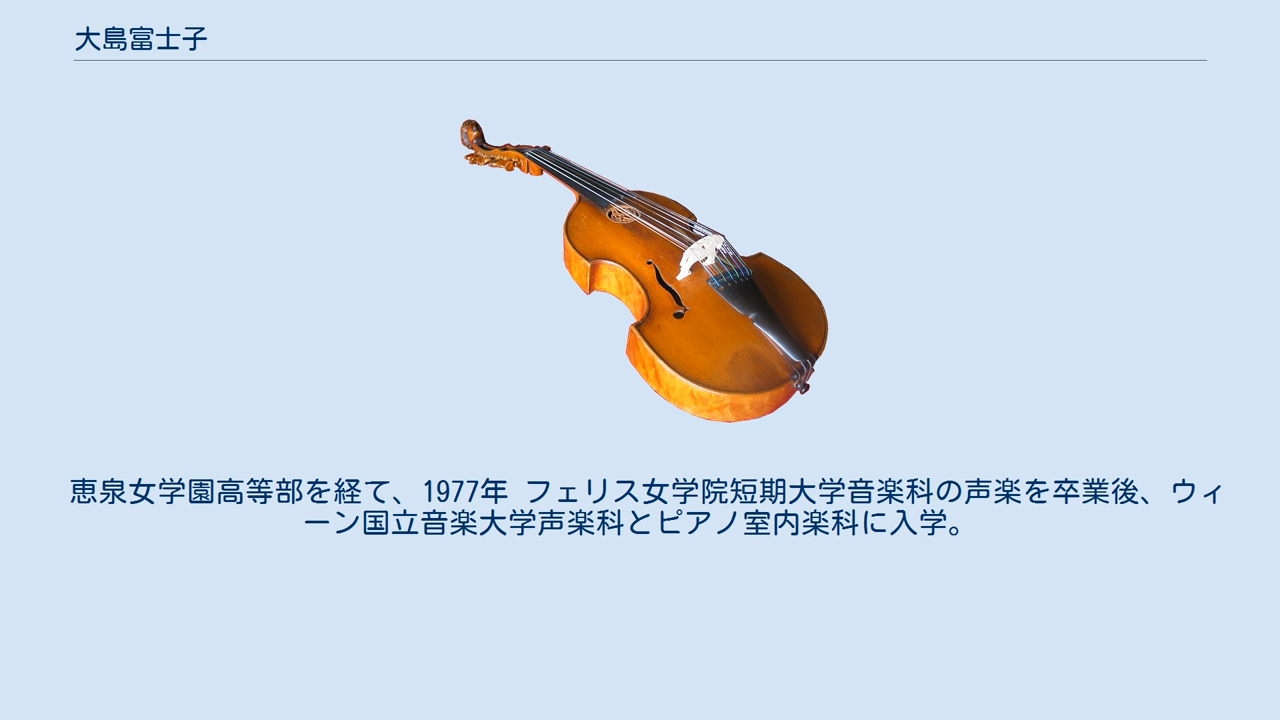 大島富士子
恵泉女学園高等部を経て、1977年 フェリス女学院短期大学音楽科の声楽を卒業後、ウィ
ーン国立音楽大学声楽科とピアノ室内楽科に入学。